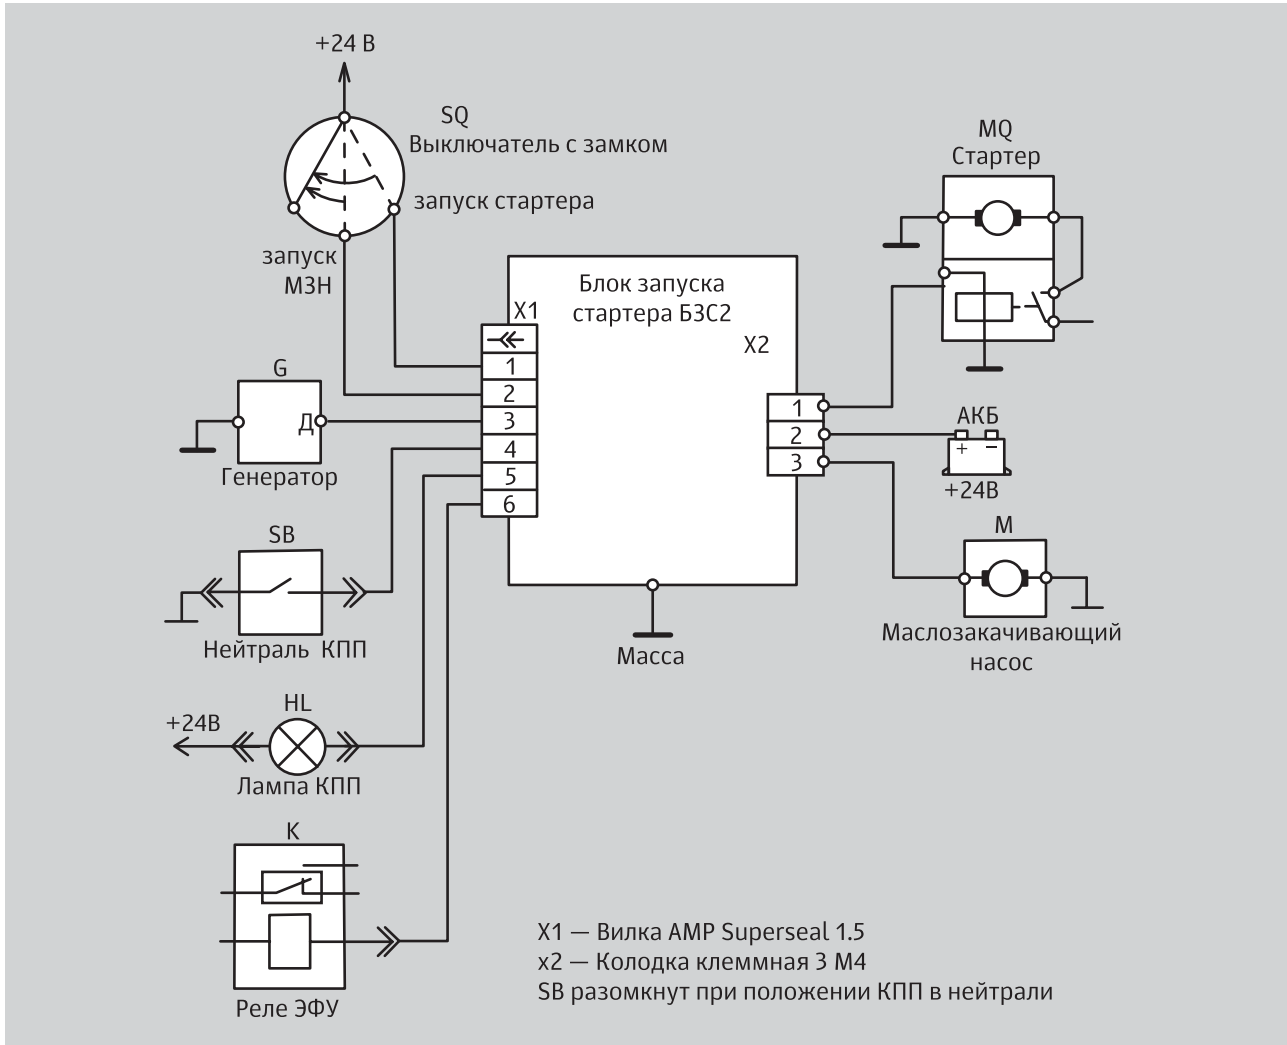 +24 В
SQ
Выключатель с замком
запуск стартера
запуск
МЗН
MQ
Стартер
Блок запуска
стартера БЗС2
X1
X2
1
2
3
4
5
6
1
2
3
G
Д
Генератор
АКБ
+ −
+24В
SB
Нейтраль КПП
M
Маслозакачивающий
насос
Масса
HL
+24В
Лампа КПП
K
Реле ЭФУ
X1 — Вилка AMP Superseal 1.5
x2 — Колодка клеммная 3 М4
SB разомкнут при положении КПП в нейтрали